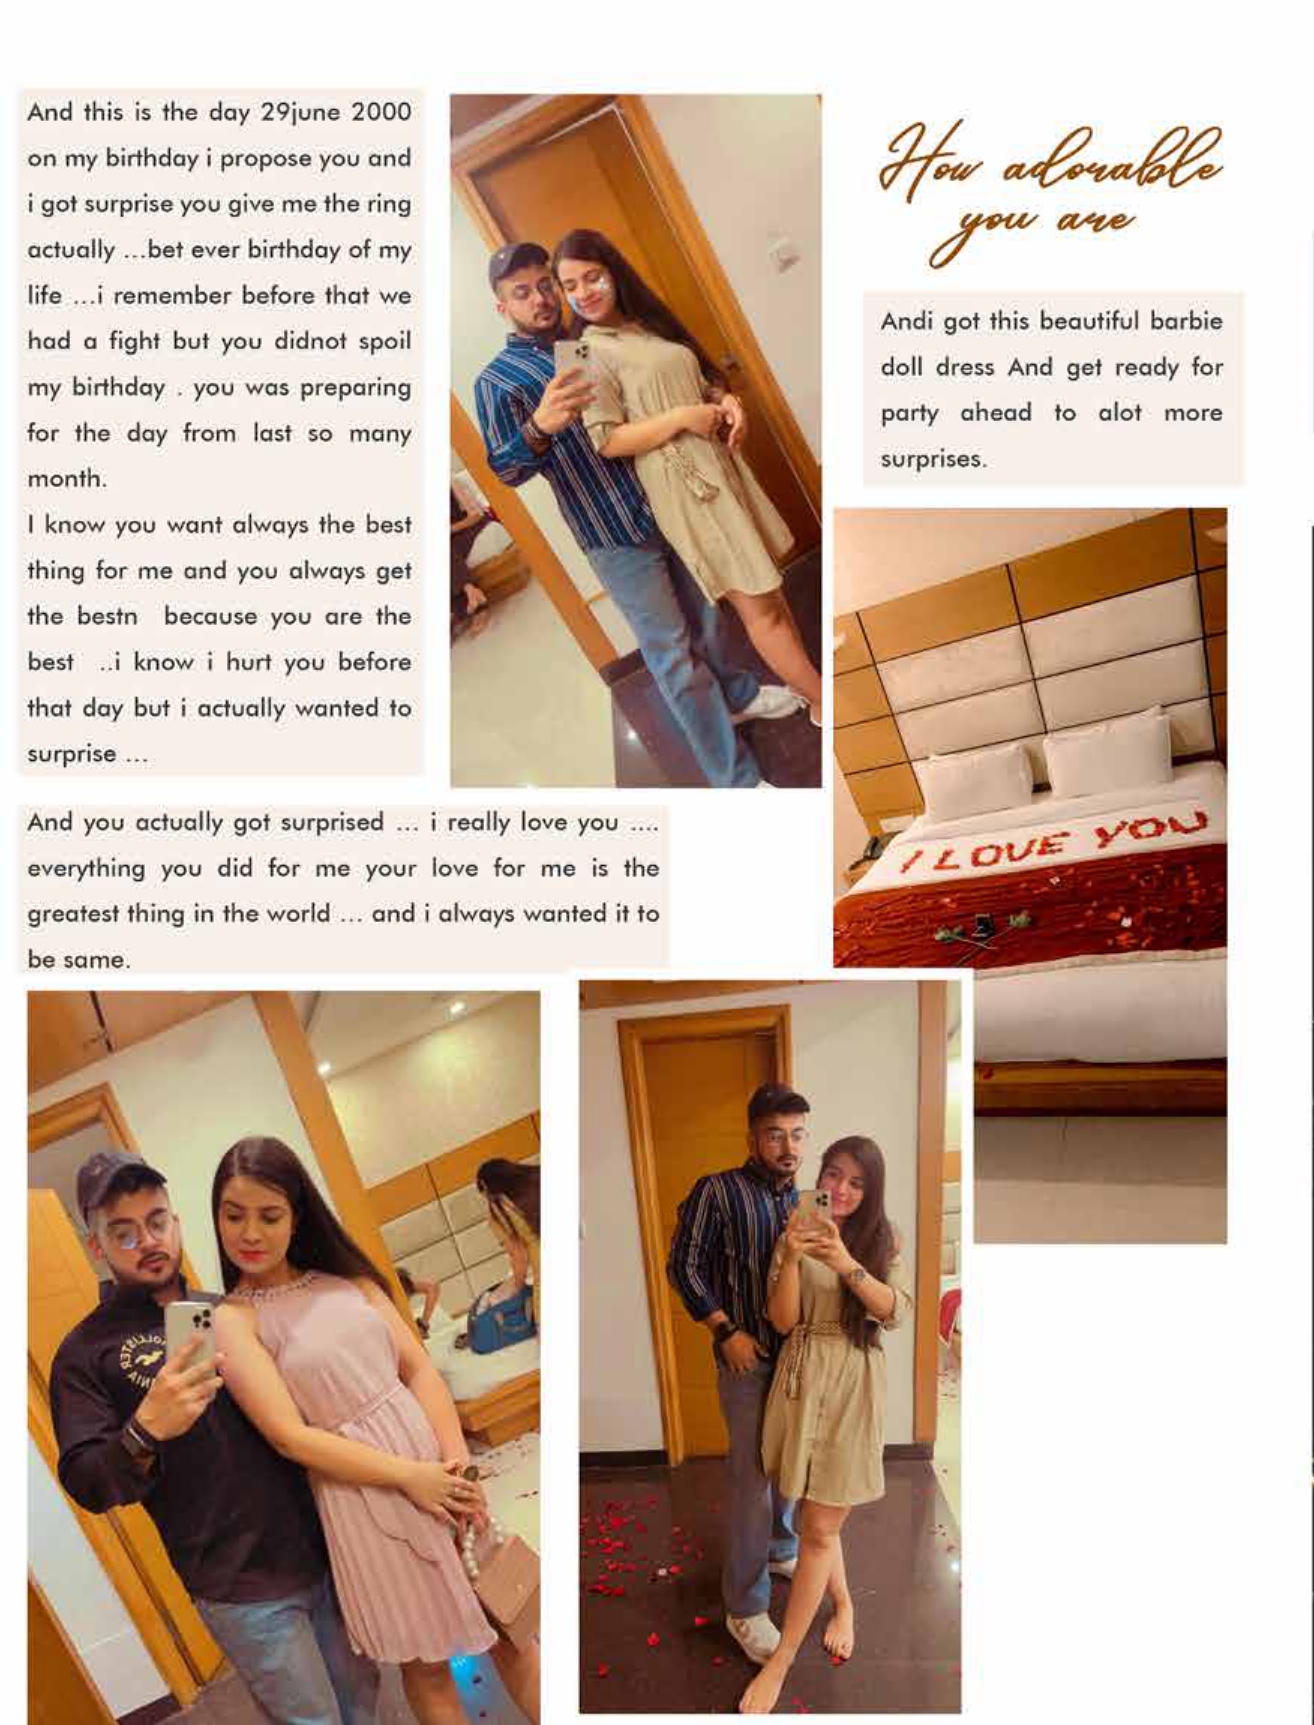 And this is the day 29june 2000
on my birthday i propose you and
i got surprise you give me the ring
actually ...bet ever birthday of my
life ...i remember before that we
had a fight but you didnot spoil
my birthday . you was preparing
for the day from last so many
month.
I know you want always the best
thing for me and you always get
the bestn because you are the
best ..i know i hurt you before
that day but i actually wanted to
surprise ...
And you actually got surprised ... i really love you ....
everything you did for me your love for me is the
greatest thing in the world ... and i always wanted it to
be same.
How adorable
you are
Andi got this beautiful barbie
doll dress And get ready for
party ahead to alot more
surprises.
I LOVE YOU